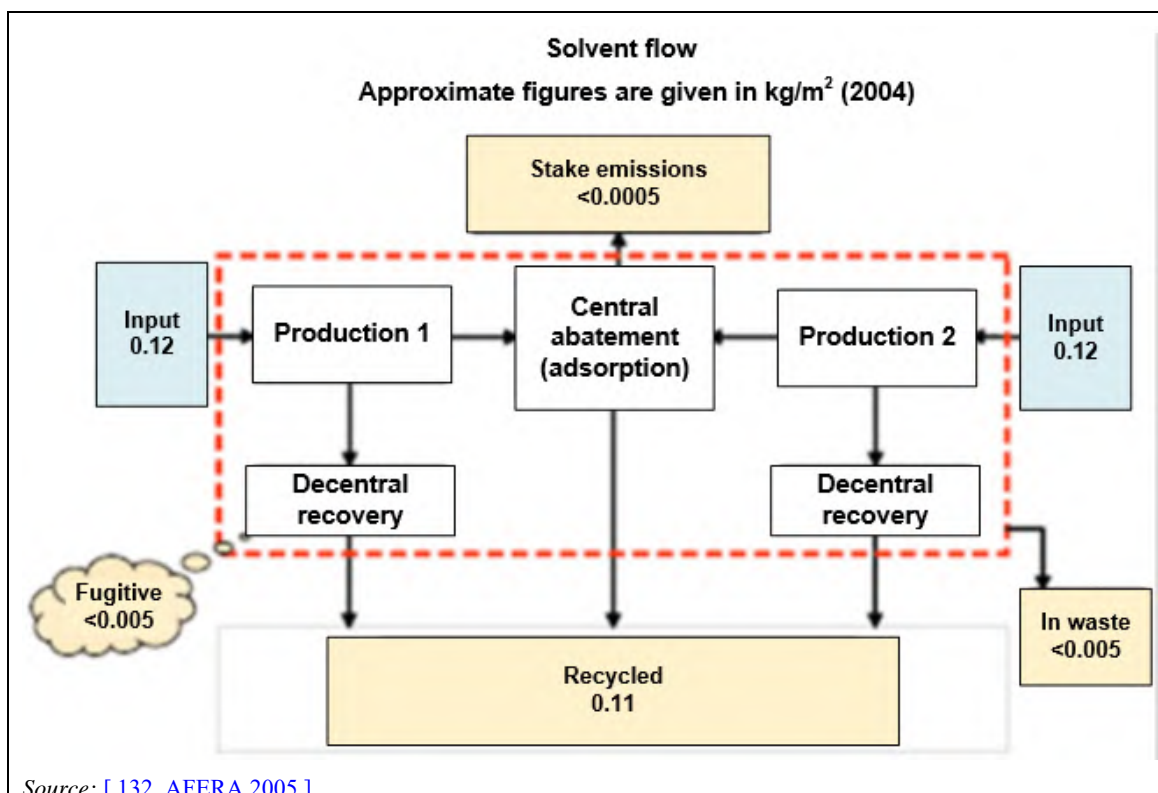 Solvent flow
Approximate figures are given in kg/m² (2004)
Stake emissions
<0.0005
Input
0.12
Production 1
Central
abatement
(adsorption)
Production 2
Input
0.12
Decentral
recovery
Decentral
recovery
Fugitive
<0.005
In waste
<0.005
Recycled
0.11
Source: [ 132, AFERA 2005 ]